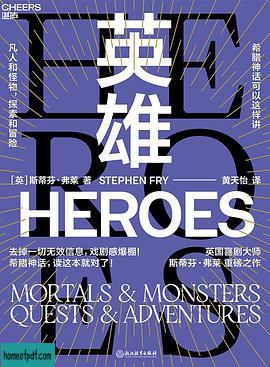 CHEERS
湛庐
HEROES
英雄
凡人和怪物,探索和冒险
希腊神话可以这样讲
[英]斯蒂芬·弗莱 著
STEPHEN FRY
黄天怡 译
HEROES
去掉一切无效信息,戏剧感爆棚!
希腊神话,读这本就对了!
英国喜剧大师
斯蒂芬·弗莱 重磅之作
MORTALS & MONSTERS
QUESTS & ADVENTURES
浙江教育出版社
homeofpdf.com